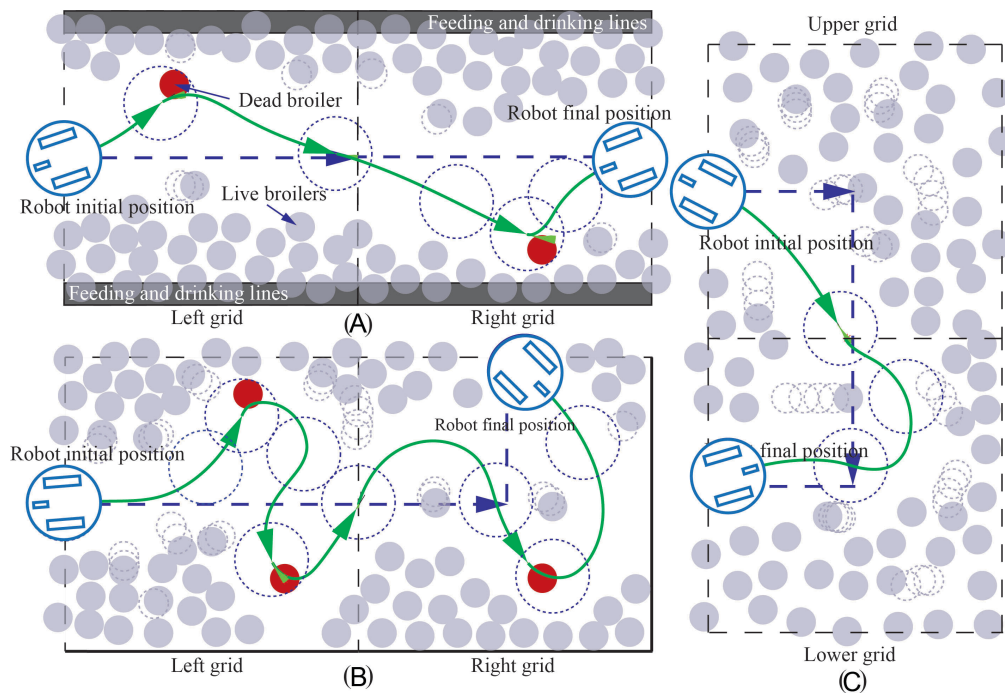 Feeding and drinking lines
Dead broiler
Robot final position
Live broilers
Robot initial position
Feeding and drinking lines
Left grid
(A)
Right grid
Robot initial position
Robot final position
Left grid
(B)
Right grid
Upper grid
Robot initial position
final position
Lower grid
(C)